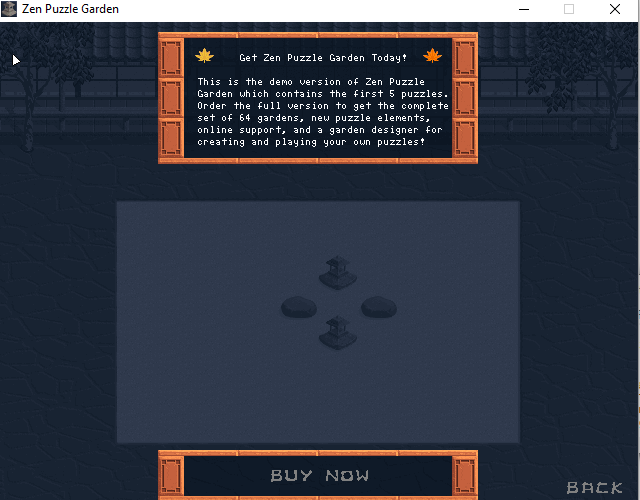 Zen Puzzle Garden
Get Zen Puzzle Garden Today!
This is the demo version of Zen Puzzle
Garden which contains the first 5 puzzles.
Order the full version to get the complete
set of 64 gardens, new puzzle elements,
online support, and a garden designer for
creating and playing your own puzzles!
BUY NOW
BACK